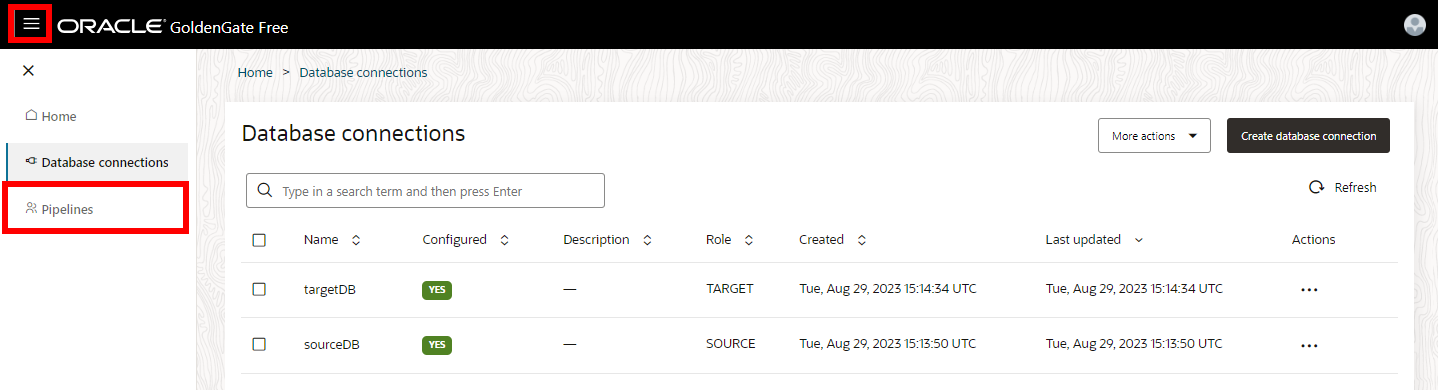 ORACLE GoldenGate Free
Home > Database connections
Home
Database connections
Pipelines
Database connections
More actions
Create database connection
Type in a search term and then press Enter
Refresh
Name Configured Description Role Created Last updated Actions
targetDB YES — TARGET Tue, Aug 29, 2023 15:14:34 UTC Tue, Aug 29, 2023 15:14:34 UTC ...
sourceDB YES — SOURCE Tue, Aug 29, 2023 15:13:50 UTC Tue, Aug 29, 2023 15:13:50 UTC ...